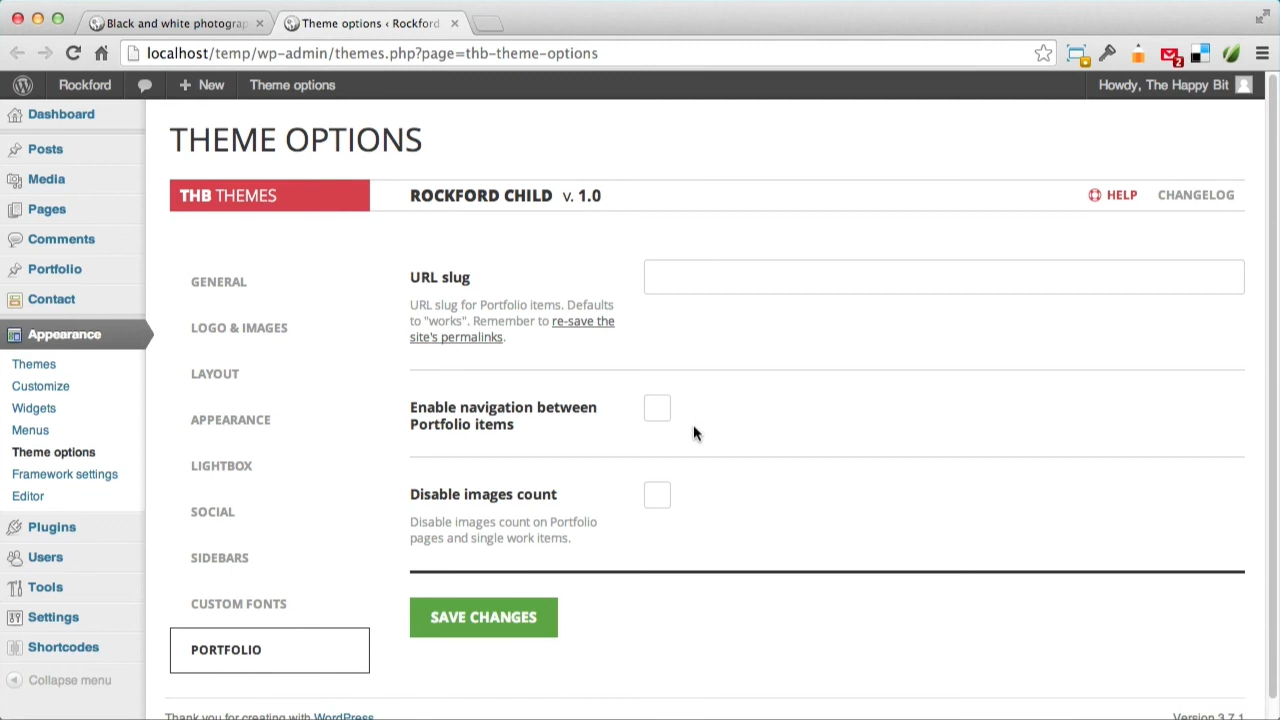 Black and white photograp
Theme options ‹ Rockford
localhost/temp/wp-admin/themes.php?page=thb-theme-options
2
Rockford
+ New
Theme options
Howdy, The Happy Bit
Dashboard
Posts
Media
Pages
Comments
Portfolio
Contact
Appearance
Themes
Customize
Widgets
Menus
Theme options
Framework settings
Editor
Plugins
Users
Tools
Settings
Shortcodes
Collapse menu
THEME OPTIONS
THB THEMES
ROCKFORD CHILD v. 1.0
HELP
CHANGELOG
GENERAL
LOGO & IMAGES
LAYOUT
APPEARANCE
LIGHTBOX
SOCIAL
SIDEBARS
CUSTOM FONTS
PORTFOLIO
URL slug
URL slug for Portfolio items. Defaults
to "works". Remember to re-save the
site's permalinks.
Enable navigation between
Portfolio items
Disable images count
Disable images count on Portfolio
pages and single work items.
SAVE CHANGES
Thank you for creating with WordPress
Version 3.7.1